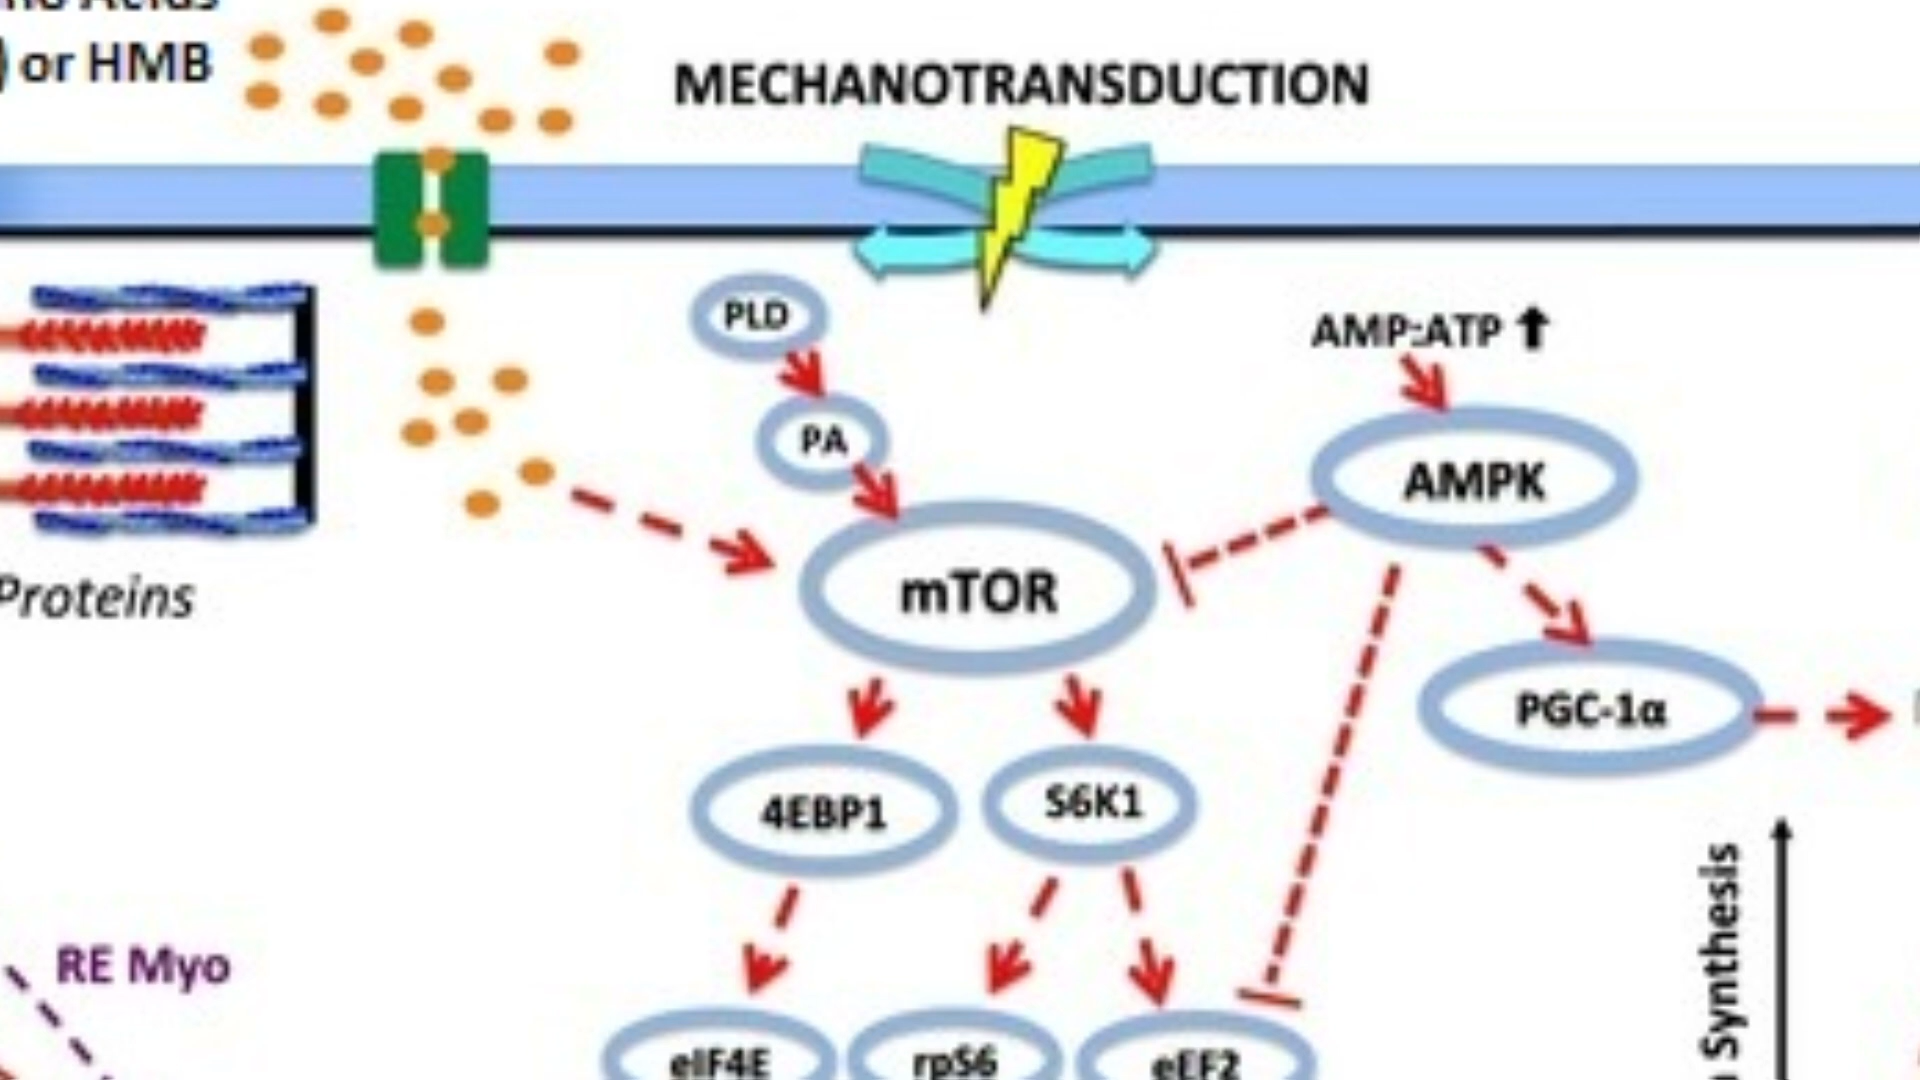 Acids
) or HMB
MECHANOTRANSDUCTION
PLD
AMP:ATP
PA
AMPK
mTOR
Proteins
PGC-1α
4EBP1
S6K1
RE Myo
Synthesis
eIF4E
rpS6
eEF2